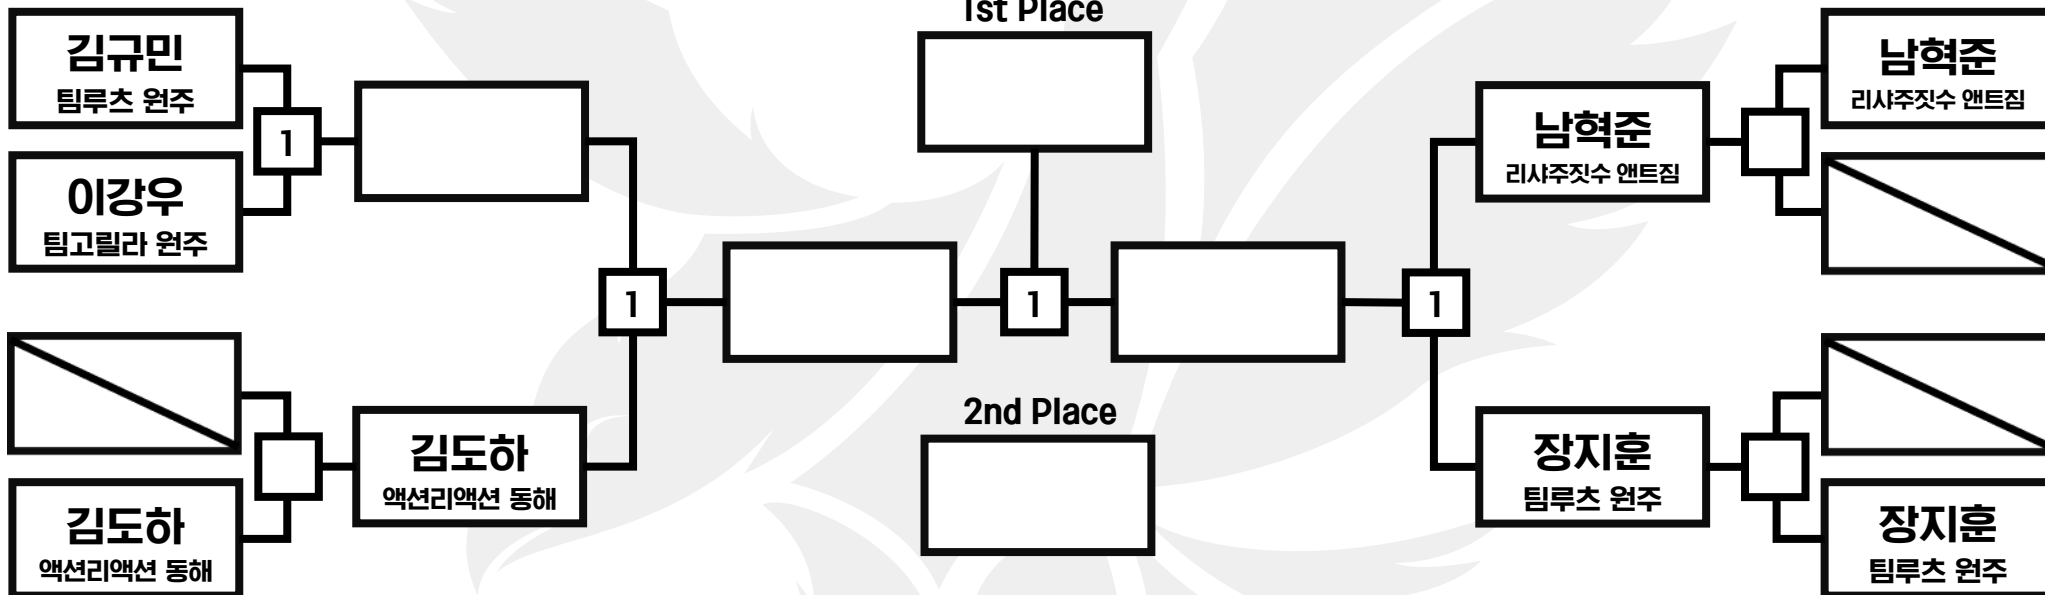 김규민
팀루츠 원주
1
이강우
팀고릴라 원주
김도하
액션리액션 동해
김도하
액션리액션 동해
1
1st Place
1
2nd Place
1
남혁준
리샤주짓수 앤트짐
장지훈
팀루츠 원주
남혁준
리샤주짓수 앤트짐
장지훈
팀루츠 원주